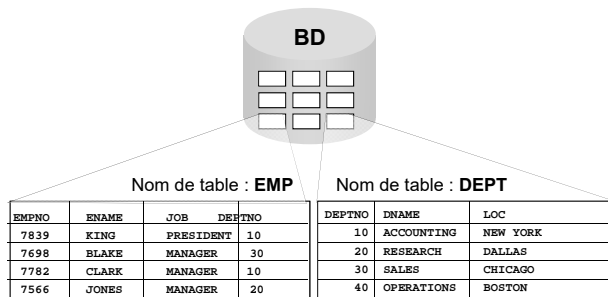 BD
Nom de table : EMP
EMPNO ENAME JOB DEPTNO
7839 KING PRESIDENT 10
7698 BLAKE MANAGER 30
7782 CLARK MANAGER 10
7566 JONES MANAGER 20
Nom de table : DEPT
DEPTNO DNAME LOC
10 ACCOUNTING NEW YORK
20 RESEARCH DALLAS
30 SALES CHICAGO
40 OPERATIONS BOSTON